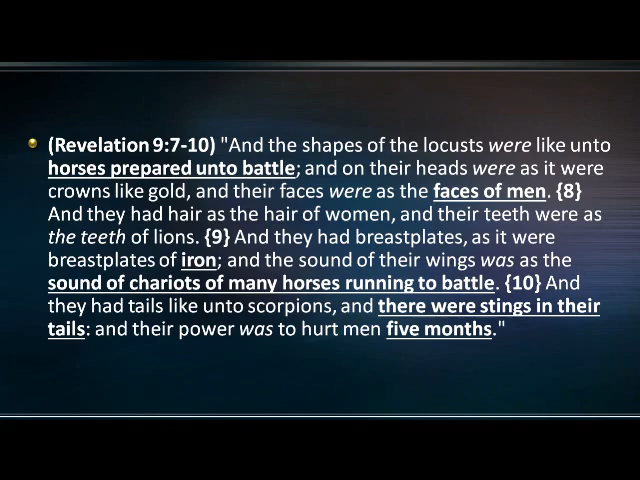 (Revelation 9:7-10) "And the shapes of the locusts were like unto
horses prepared unto battle; and on their heads were as it were
crowns like gold, and their faces were as the faces of men. {8}
And they had hair as the hair of women, and their teeth were as
the teeth of lions. {9} And they had breastplates, as it were
breastplates of iron; and the sound of their wings was as the
sound of chariots of many horses running to battle. {10} And
they had tails like unto scorpions, and there were stings in their
tails: and their power was to hurt men five months."